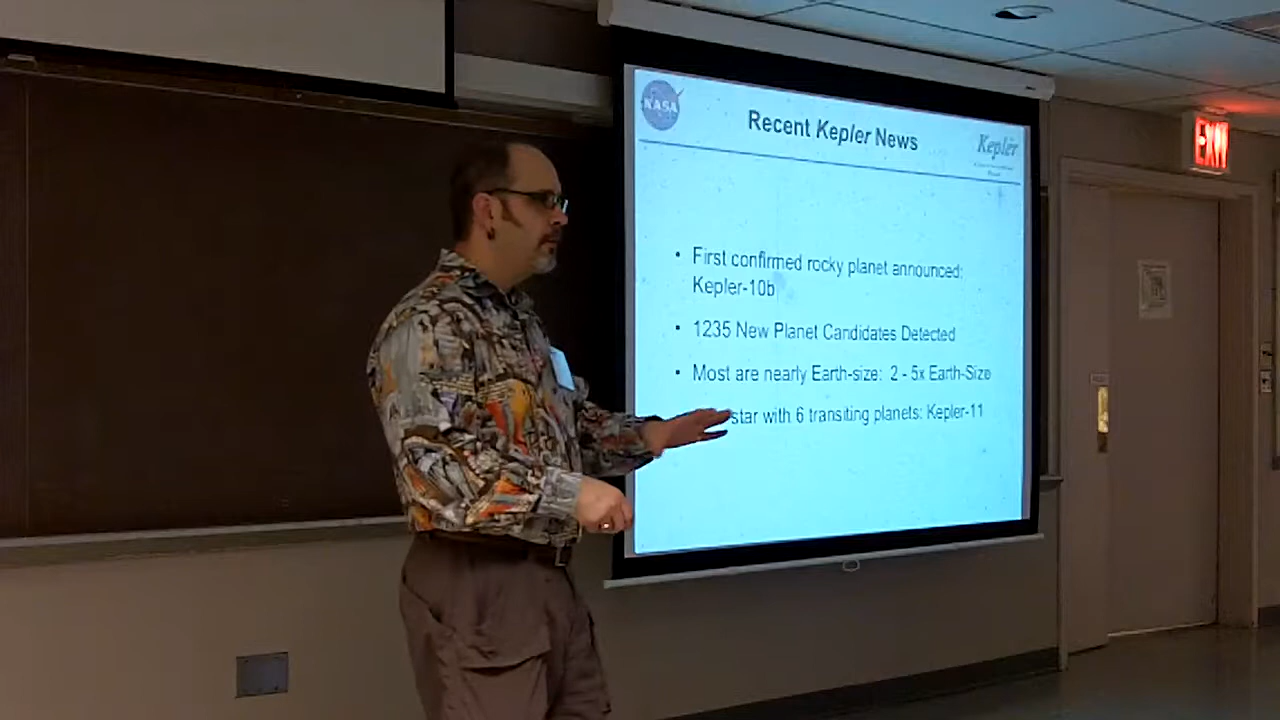 NASA
Recent Kepler News
Kepler
• First confirmed rocky planet announced:
Kepler-10b
• 1235 New Planet Candidates Detected
• Most are nearly Earth-size: 2 - 5x Earth-Size
star with 6 transiting planets: Kepler-11
EXIT